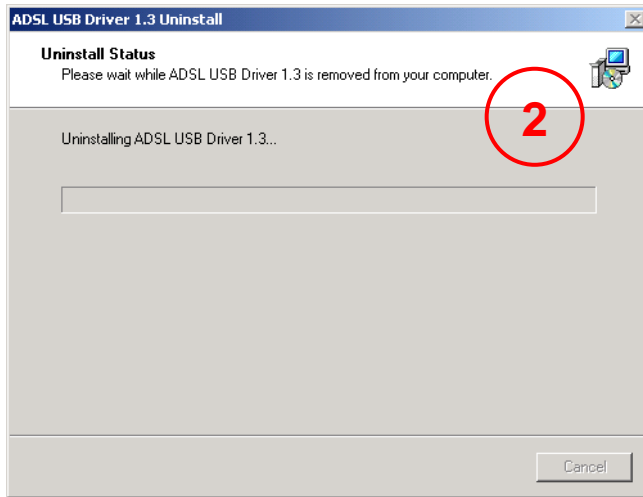 ADSL USB Driver 1.3 Uninstall
Uninstall Status
Please wait while ADSL USB Driver 1.3 is removed from your computer.
2
Uninstalling ADSL USB Driver 1.3...
Cancel